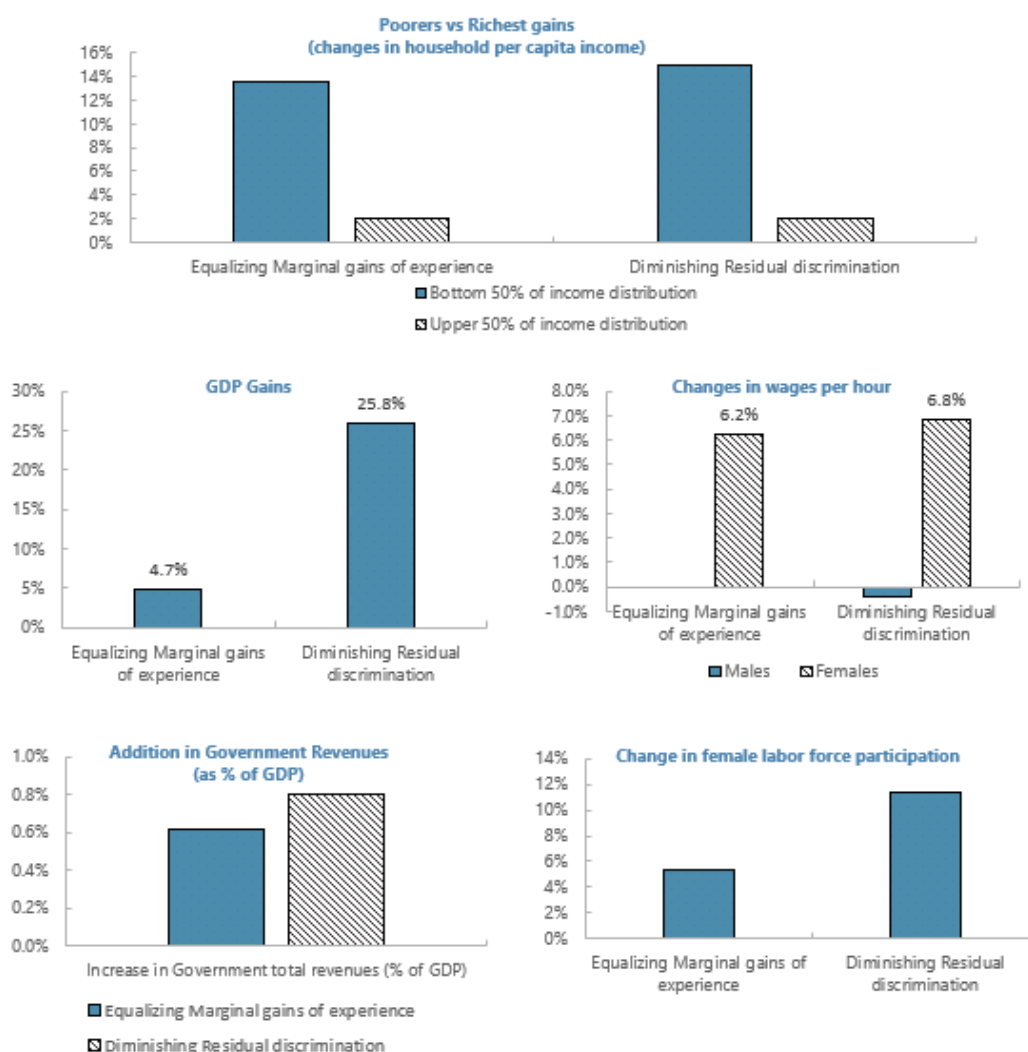 Poorers vs Richest gains
(changes in household per capita income)
16%
14%
12%
10%
8%
6%
4%
2%
0%
Equalizing Marginal gains of experience
Diminishing Residual discrimination
Bottom 50% of income distribution
Upper 50% of income distribution
GDP Gains
30%
25%
20%
15%
10%
5%
0%
4.7%
25.8%
Equalizing Marginal gains
of experience
Diminishing Residual
discrimination
Changes in wages per hour
8.0%
7.0%
6.0%
5.0%
4.0%
3.0%
2.0%
1.0%
0.0%
-1.0%
6.2%
6.8%
Equalizing Marginal gains
of experience
Diminishing Residual
discrimination
Males
Females
Addition in Government Revenues
(as % of GDP)
1.0%
0.8%
0.6%
0.4%
0.2%
0.0%
Increase in Government total revenues (% of GDP)
Equalizing Marginal gains of experience
Diminishing Residual discrimination
Change in female labor force participation
14%
12%
10%
8%
6%
4%
2%
0%
Equalizing Marginal gains of
experience
Diminishing Residual
discrimination